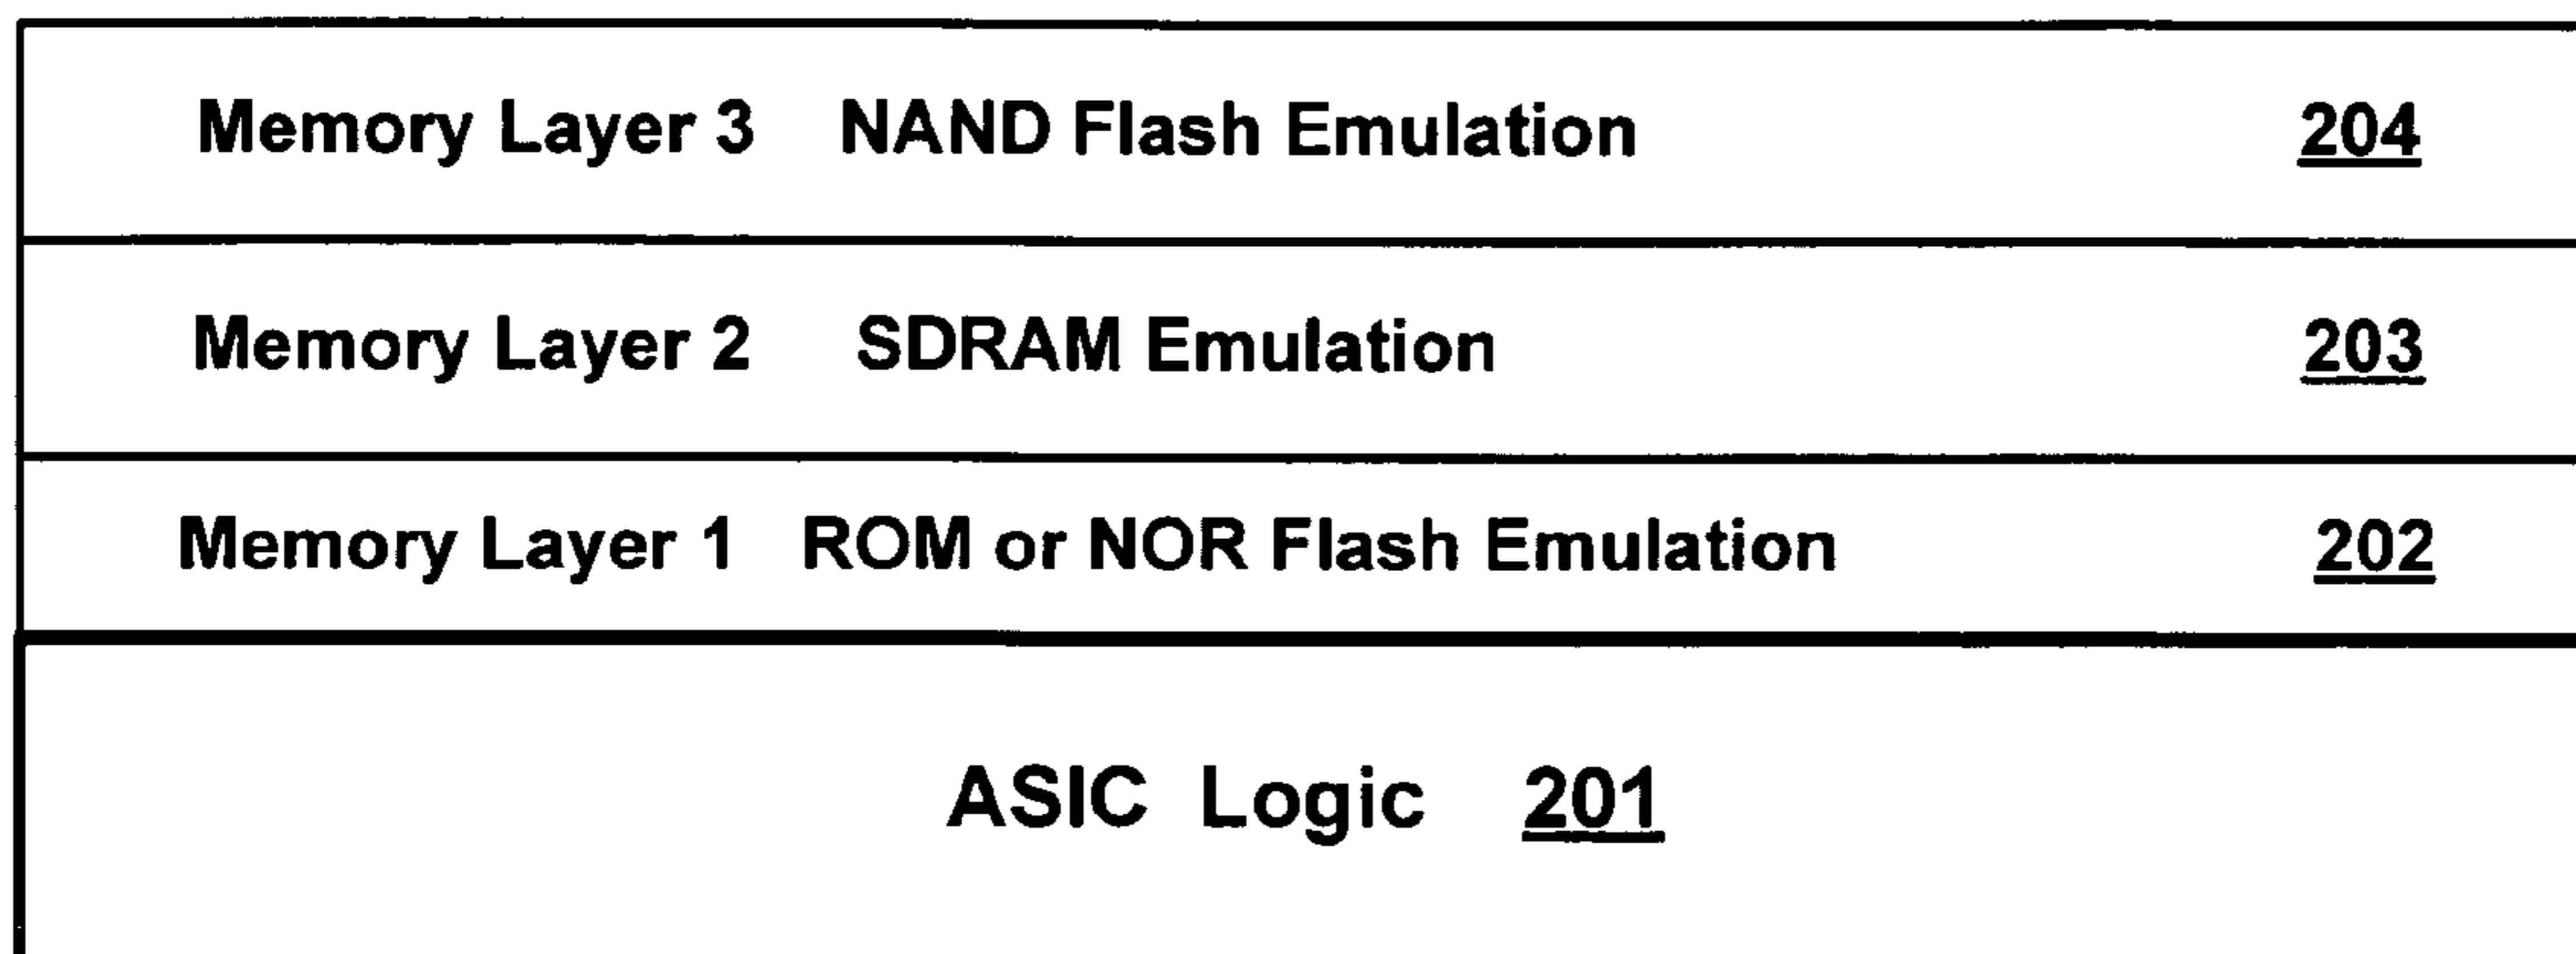 Memory Layer 3 NAND Flash Emulation 204
Memory Layer 2 SDRAM Emulation 203
Memory Layer 1 ROM or NOR Flash Emulation 202
ASIC Logic 201